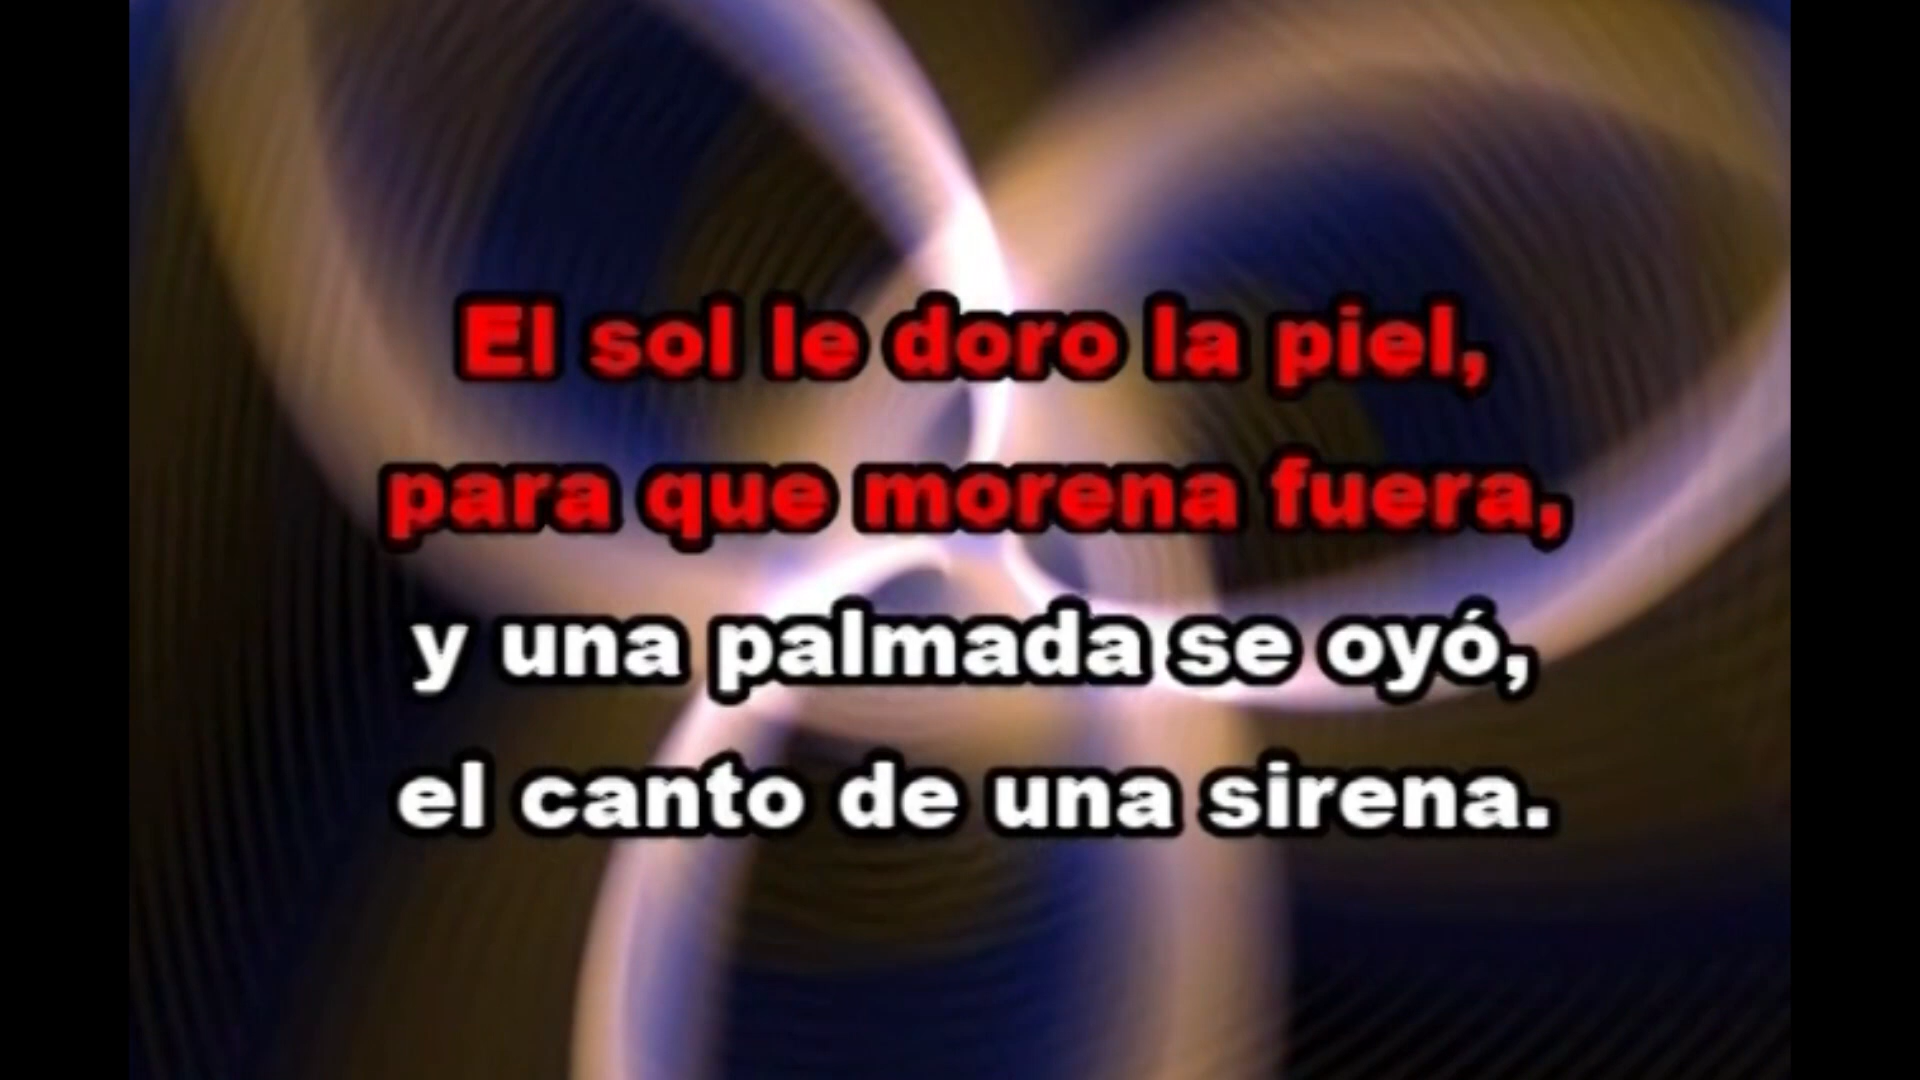 El sol le doro la piel,
para que morena fuera,
y una palmada se oyó,
el canto de una sirena.